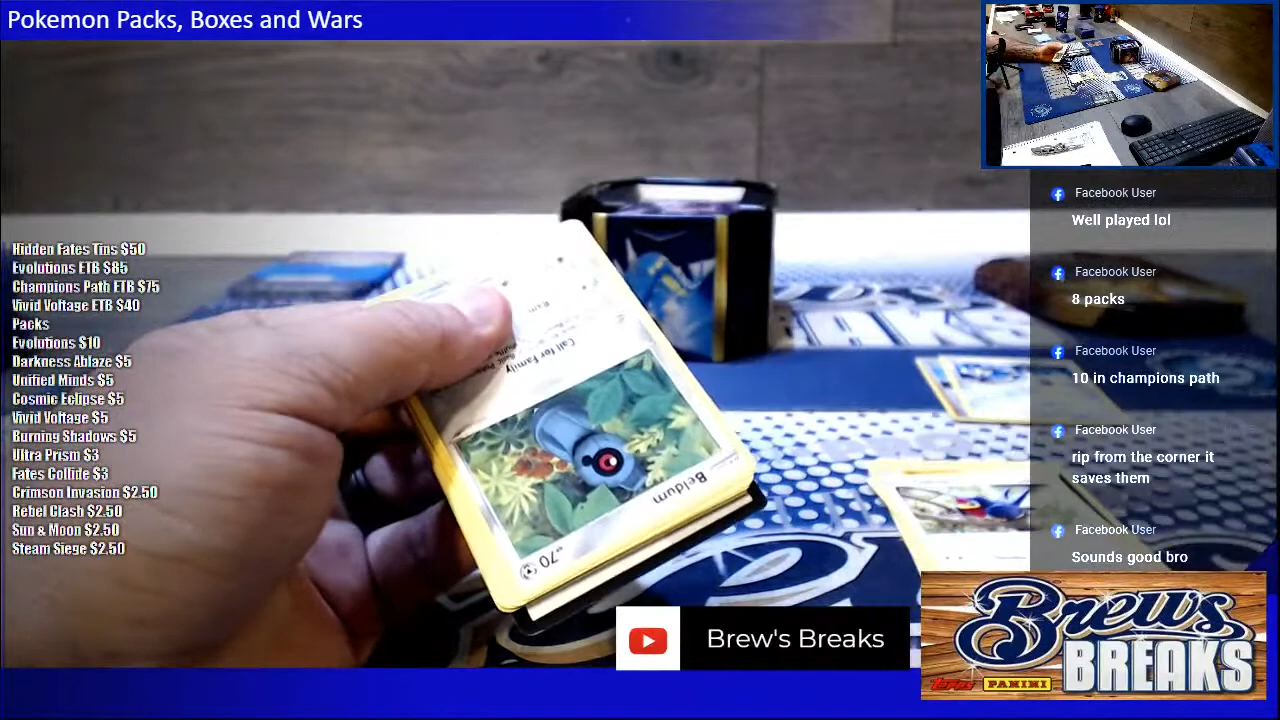 Pokemon Packs, Boxes and Wars
Hidden Fates Tins $50
Evolutions ETB $85
Champions Path ETB $75
Vivid Voltage ETB $40
Packs
Evolutions $10
Darkness Ablaze $5
Unified Minds $5
Cosmic Eclipse $5
Vivid Voltage $5
Burning Shadows $5
Ultra Prism $3
Fates Collide $3
Crimson Invasion $2.50
Rebel Clash $2.50
Sun & Moon $2.50
Steam Siege $2.50
Call for Family
Beldum
70
Facebook User
Well played lol
Facebook User
8 packs
Facebook User
10 in champions path
Facebook User
rip from the corner it
saves them
Facebook User
Sounds good bro
Brew's Breaks
Brew's
BREAKS
Topps PANINI